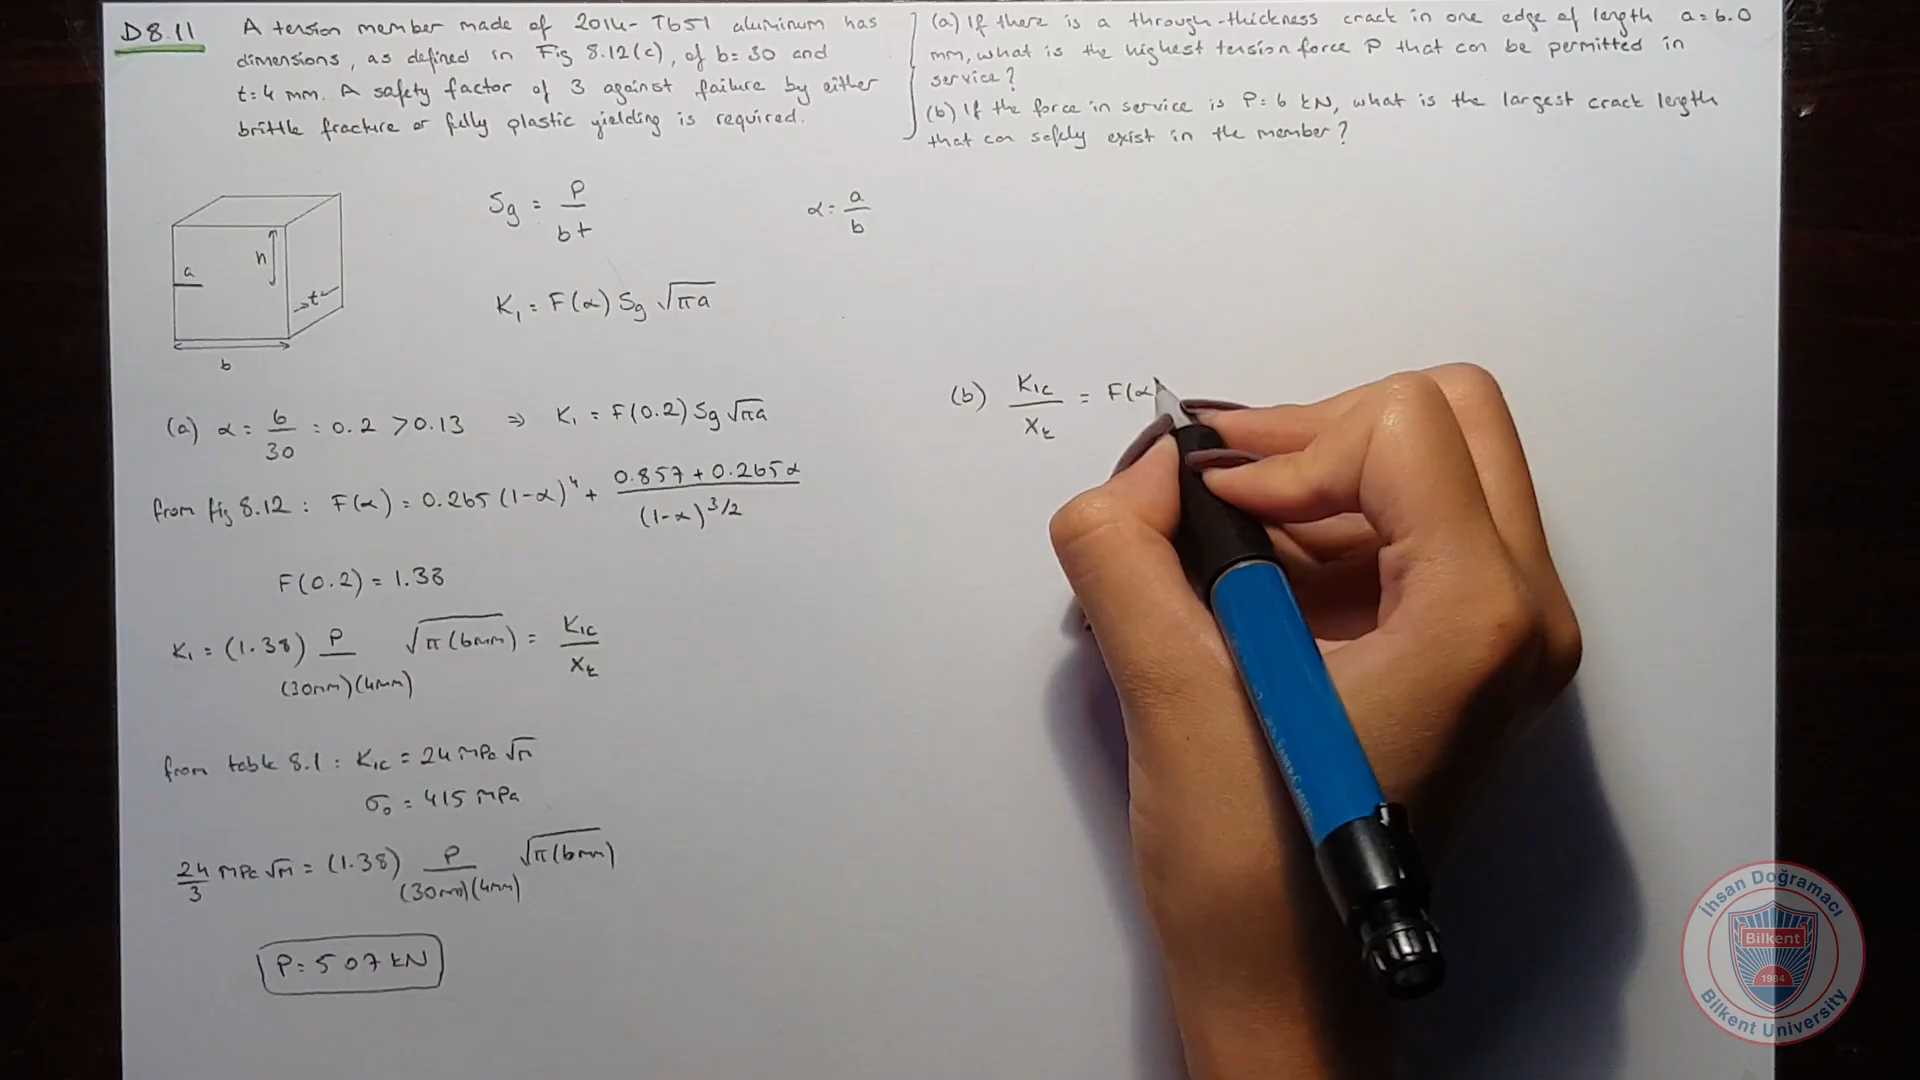 D8.11
A tension member made of 2014-T651 aluminum has
dimensions, as defined in Fig 8.12(c), of b=30 and
t=4 mm. A safety factor of 3 against failure by either
brittle fracture or fully plastic yielding is required.
(a) If there is a through-thickness crack in one edge of length a=6.0
mm, what is the highest tension force P that can be permitted in
service?
(b) If the force in service is P=6 kN, what is the largest crack length
that can safely exist in the member?
a
h
t
b
Sg = P / bt
α = a / b
K₁ = F(α) Sg √πa
(a) α = 6/30 = 0.2 > 0.13 ⇒ K₁ = F(0.2) Sg √πa
from fig 8.12 : F(α) = 0.265 (1-α)⁴ + (0.857 + 0.265α) / (1-α)^3/2
F(0.2) = 1.38
K₁ = (1.38) P / (30mm)(4mm) √π(6mm) = K₁c / Xₖ
from table 8.1 : K₁c = 24 MPa √m
σ₀ = 415 MPa
24/3 MPa √m = (1.38) P / (30mm)(4mm) √π(6mm)
P = 507 kN
(b) K₁c / Xₖ = F(α
İhsan Doğramacı
Bilkent
1984
Bilkent University